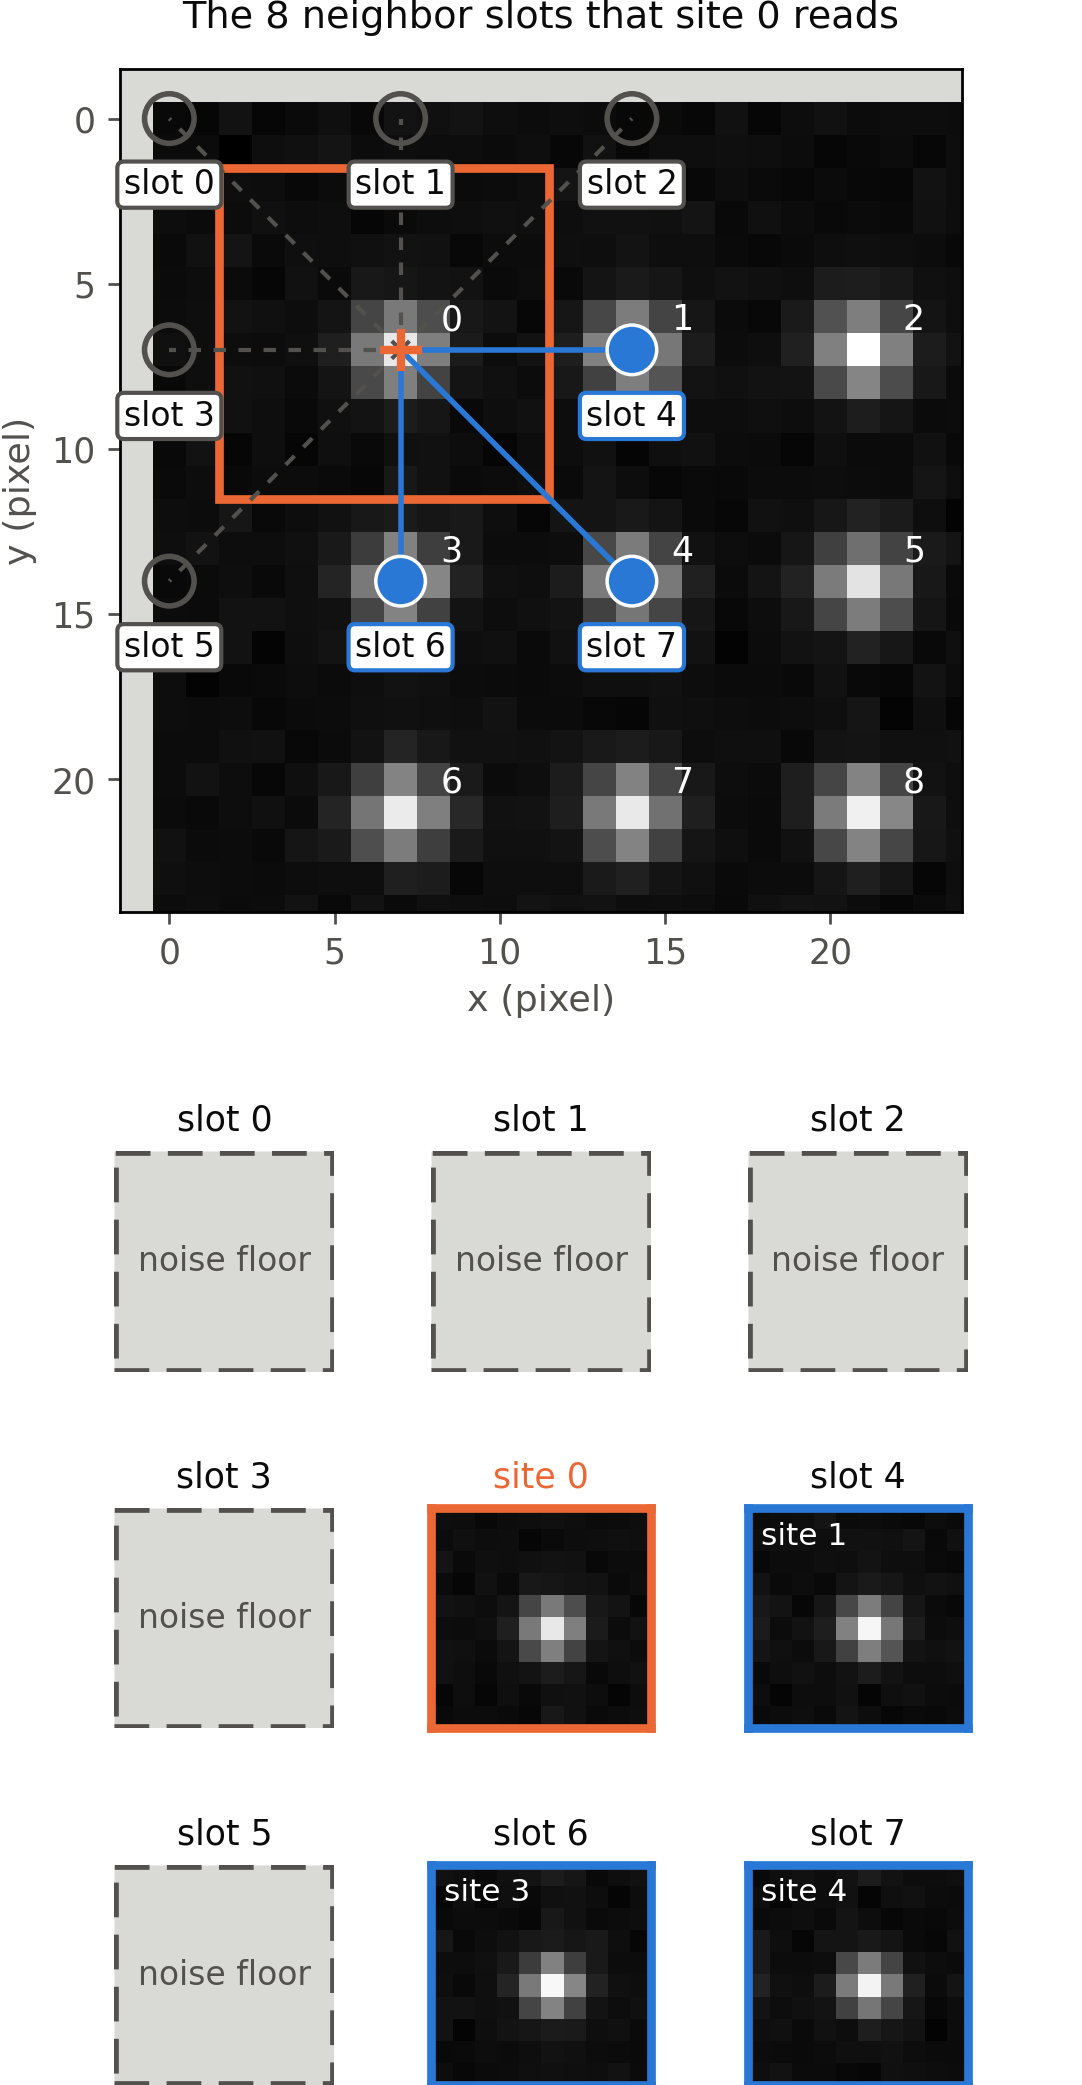 The 8 neighbor slots that site 0 reads
0
slot 0
slot 1
slot 2
5
0
1
2
slot 3
slot 4
y (pixel)
10
3
4
5
15
slot 5
slot 6
slot 7
20
6
7
8
0
5
10
15
20
x (pixel)
slot 0
slot 1
slot 2
noise floor
noise floor
noise floor
slot 3
site 0
slot 4
noise floor
site 1
slot 5
slot 6
slot 7
noise floor
site 3
site 4